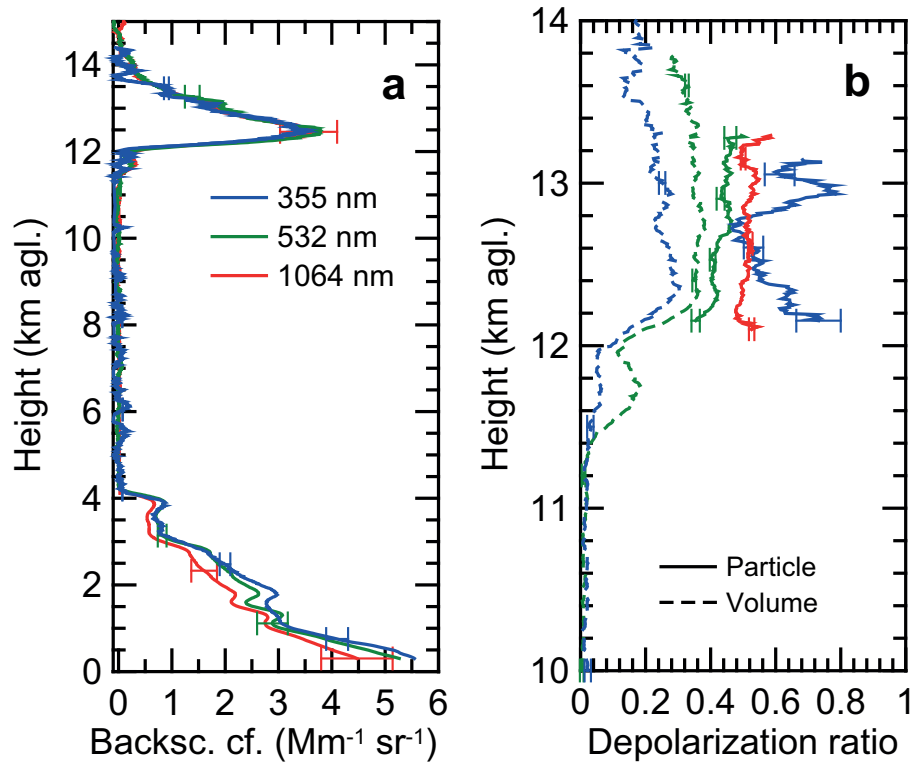 a
355 nm
532 nm
1064 nm
Height (km agl.)
14
12
10
8
6
4
2
0
0 1 2 3 4 5 6
Backsc. cf. (Mm⁻¹ sr⁻¹)
b
Particle
Volume
Height (km agl.)
14
13
12
11
10
0 0.2 0.4 0.6 0.8 1
Depolarization ratio